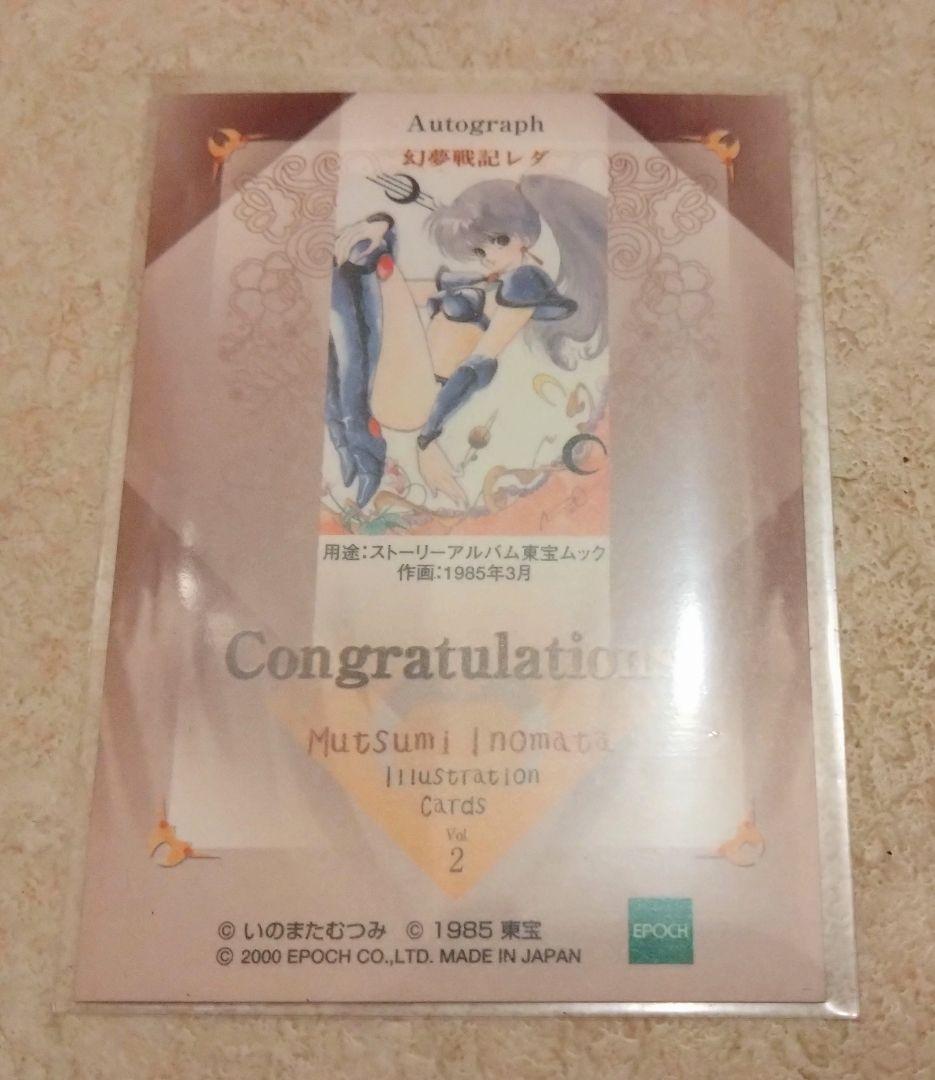 Autograph
幻夢戦記レダ
用途:ストーリーアルバム東宝ムック
作画:1985年3月
Congratulations
Mutsumi Inomata
Illustration
Cards
Vol
2
© いのまたむつみ © 1985 東宝
© 2000 EPOCH CO.,LTD. MADE IN JAPAN
EPOCH